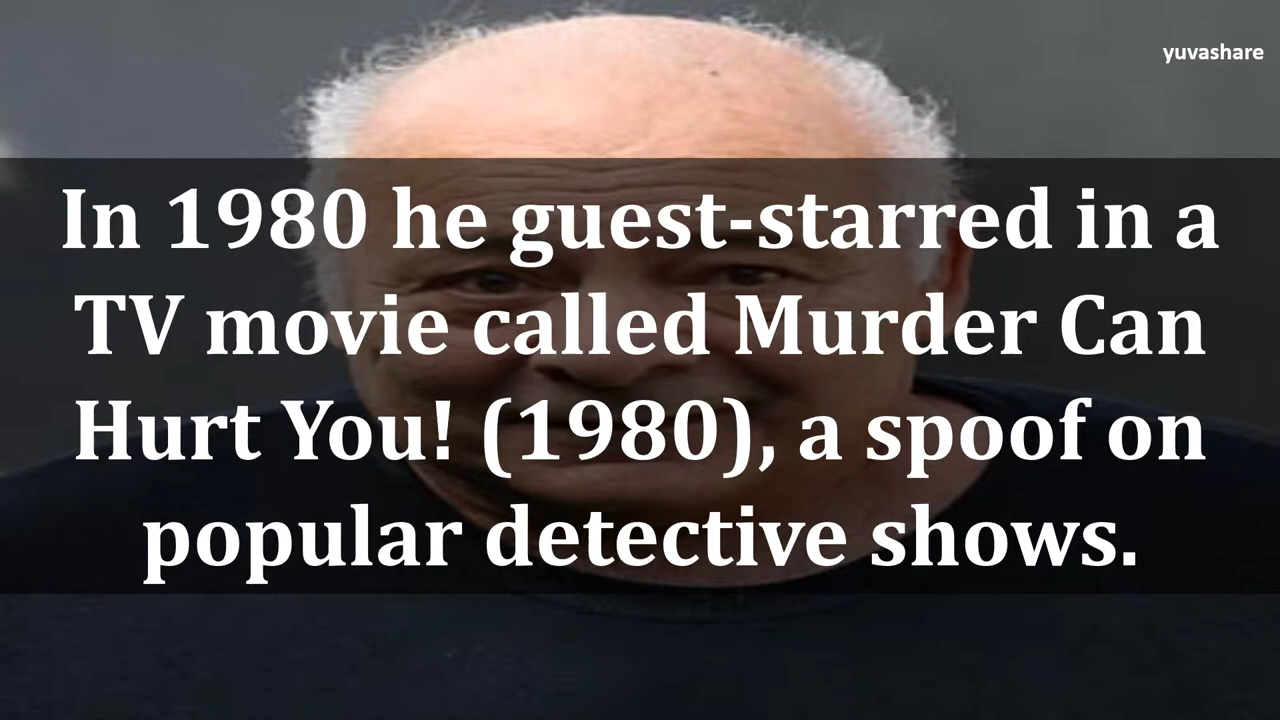 yuvashare
In 1980 he guest-starred in a
TV movie called Murder Can
Hurt You! (1980), a spoof on
popular detective shows.